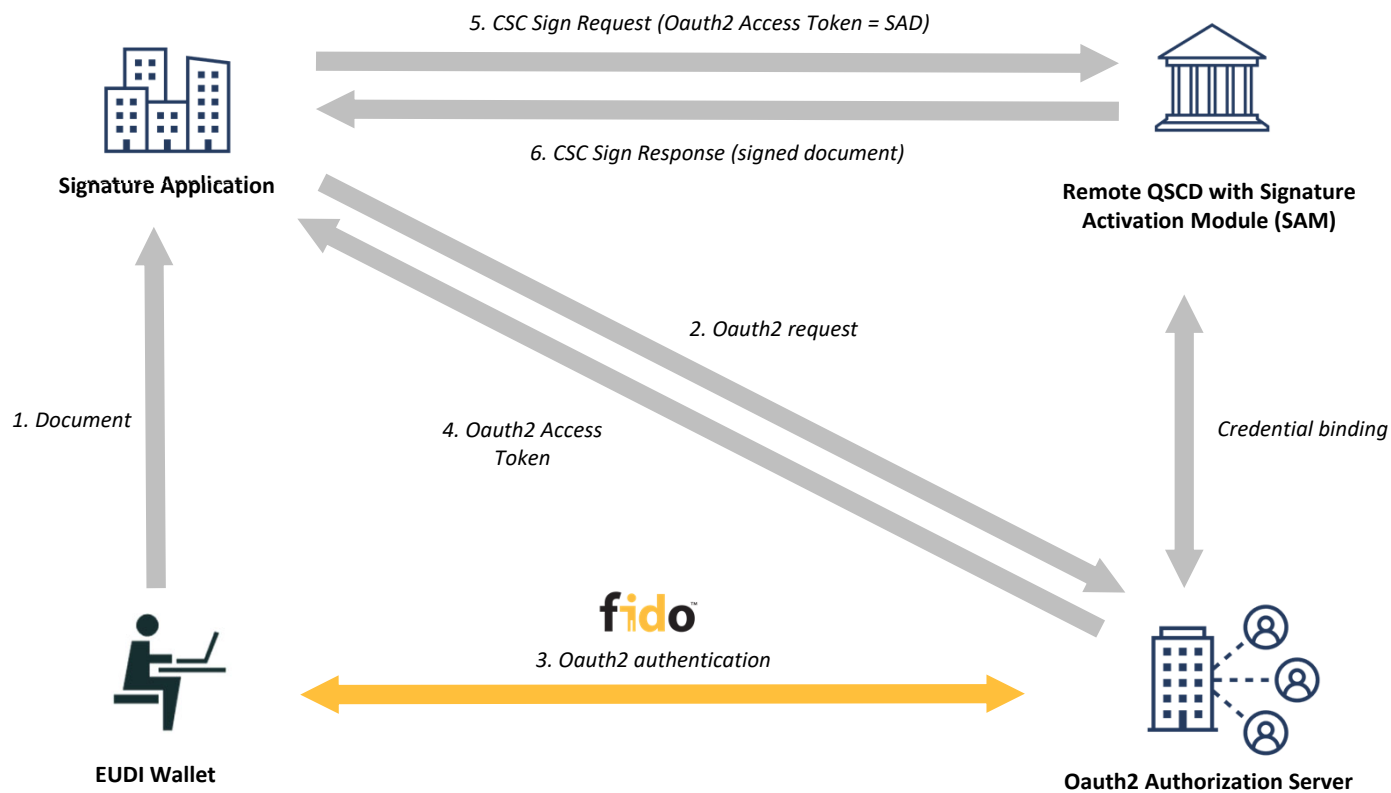 5. CSC Sign Request (Oauth2 Access Token = SAD)
6. CSC Sign Response (signed document)
Signature Application
Remote QSCD with Signature
Activation Module (SAM)
2. Oauth2 request
1. Document
4. Oauth2 Access
Token
Credential binding
fido™
3. Oauth2 authentication
EUDI Wallet
Oauth2 Authorization Server